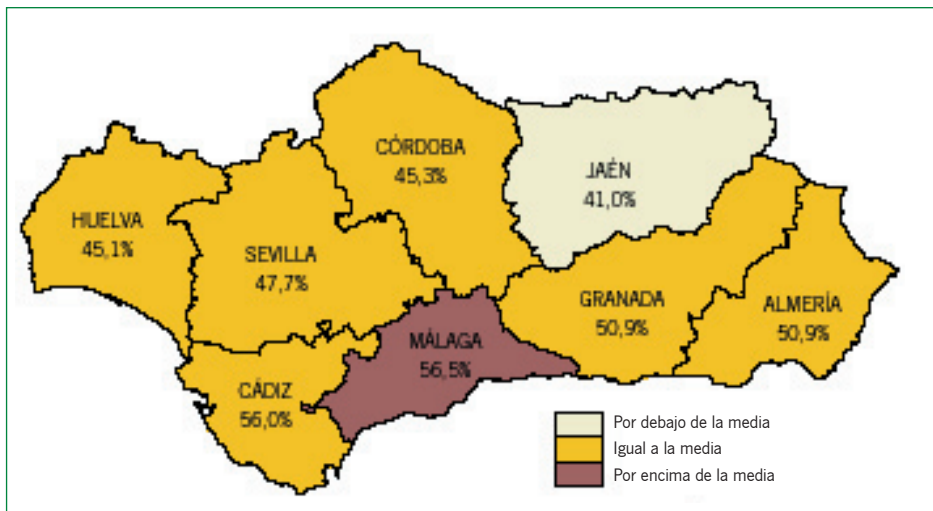 CÓRDOBA
45,3%
JAÉN
41,0%
HUELVA
45,1%
SEVILLA
47,7%
GRANADA
50,9%
ALMERÍA
50,9%
MÁLAGA
56,5%
CÁDIZ
56,0%
Por debajo de la media
Igual a la media
Por encima de la media